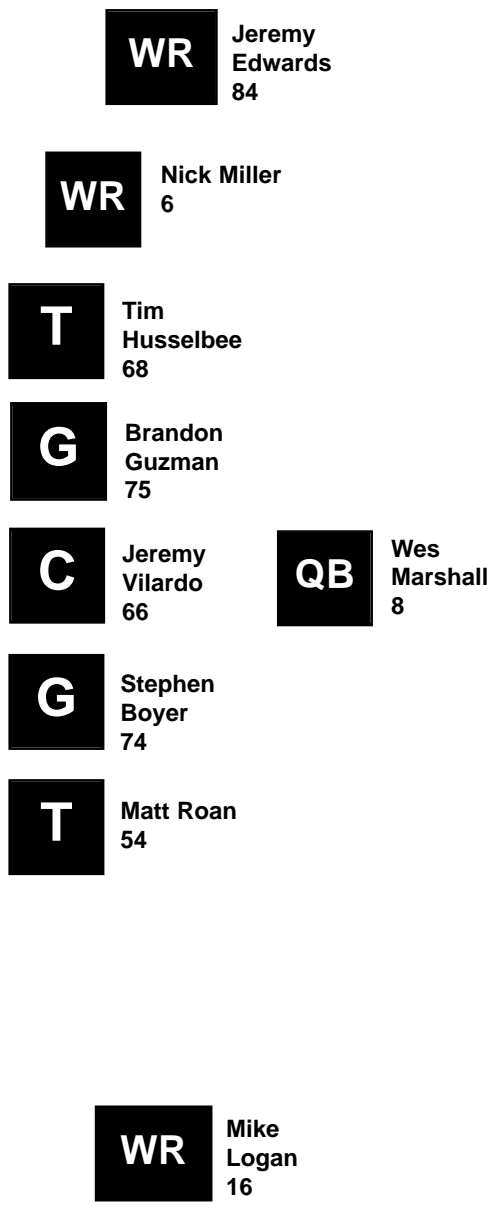 WR
Jeremy
Edwards
84
WR
Nick Miller
6
T
Tim
Husselbee
68
G
Brandon
Guzman
75
C
Jeremy
Vilardo
66
QB
Wes
Marshall
8
G
Stephen
Boyer
74
T
Matt Roan
54
WR
Mike
Logan
16